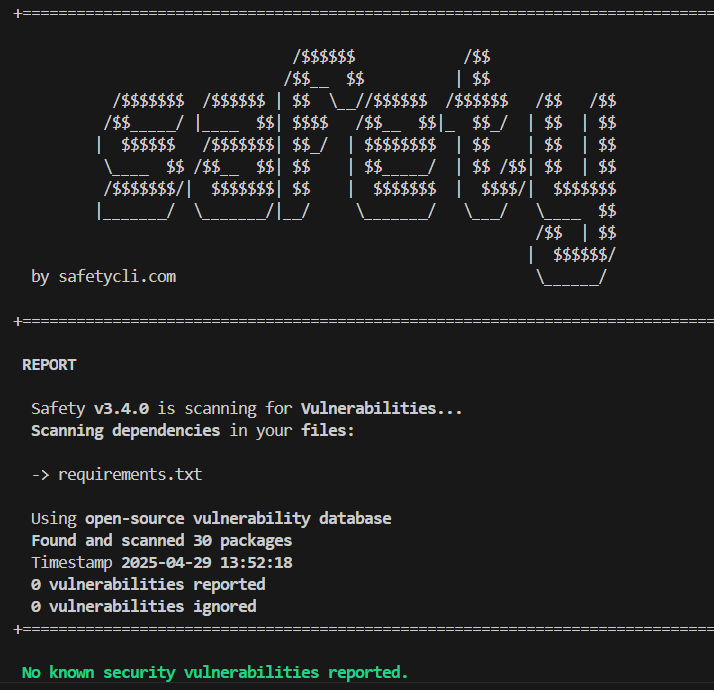 +==============================================================================
                               /$$$$$$            /$$
                              /$$__  $$          | $$
           /$$$$$$$  /$$$$$$ | $$  \__//$$$$$$  /$$$$$$   /$$   /$$
          /$$_____/ |____  $$| $$$$   /$$__  $$|_  $$_/  | $$  | $$
         |  $$$$$$   /$$$$$$$| $$_/  | $$$$$$$$  | $$    | $$  | $$
          \____  $$ /$$__  $$| $$    | $$_____/  | $$ /$$| $$  | $$
          /$$$$$$$/|  $$$$$$$| $$    |  $$$$$$$  |  $$$$/|  $$$$$$$
         |_______/  \_______/|__/     \_______/   \___/   \____  $$
                                                          /$$  | $$
                                                         |  $$$$$$/
  by safetycli.com                                        \______/
+==============================================================================
REPORT
Safety v3.4.0 is scanning for Vulnerabilities...
Scanning dependencies in your files:
-> requirements.txt
Using open-source vulnerability database
Found and scanned 30 packages
Timestamp 2025-04-29 13:52:18
0 vulnerabilities reported
0 vulnerabilities ignored
+==============================================================================
No known security vulnerabilities reported.